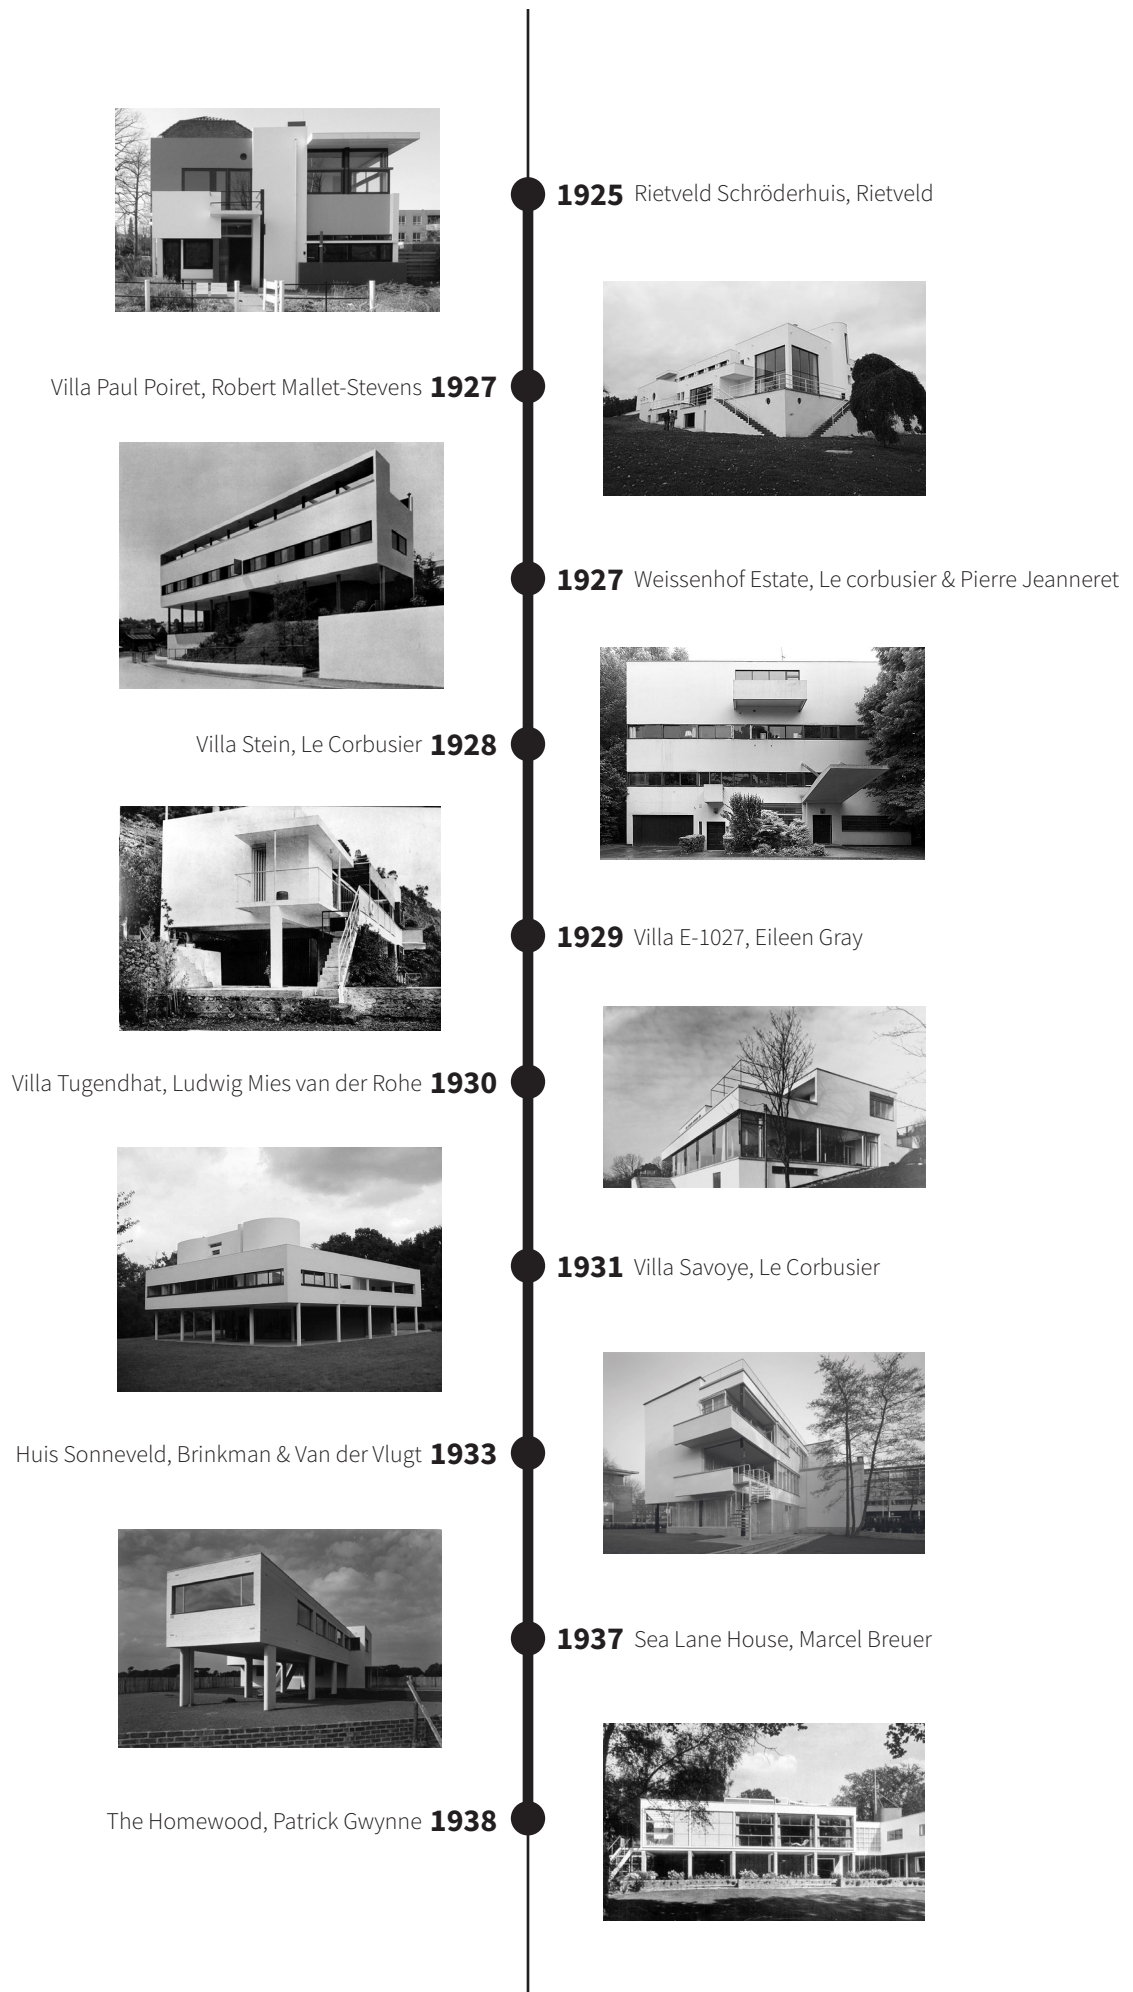 1925 Rietveld Schröderhuis, Rietveld
Villa Paul Poiret, Robert Mallet-Stevens 1927
1927 Weissenhof Estate, Le corbusier & Pierre Jeanneret
Villa Stein, Le Corbusier 1928
1929 Villa E-1027, Eileen Gray
Villa Tugendhat, Ludwig Mies van der Rohe 1930
1931 Villa Savoye, Le Corbusier
Huis Sonneveld, Brinkman & Van der Vlugt 1933
1937 Sea Lane House, Marcel Breuer
The Homewood, Patrick Gwynne 1938